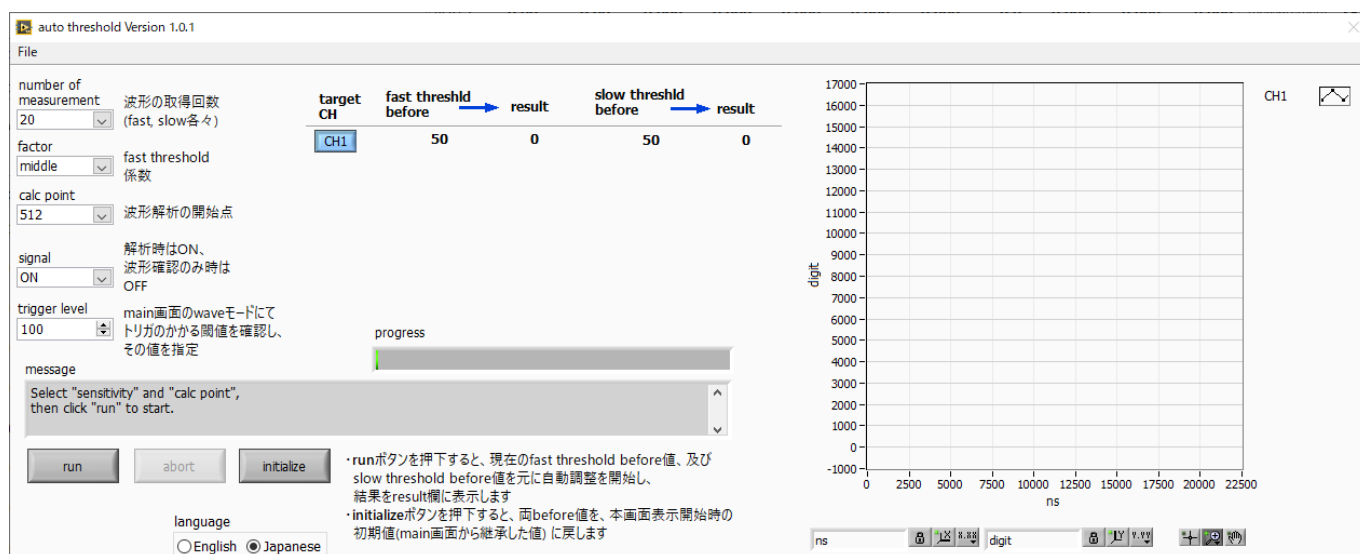 auto threshold Version 1.0.1
File
number of
measurement
20
波形の取得回数
(fast, slow各々)
factor
middle
fast threshold
係数
calc point
512
波形解析の開始点
signal
ON
解析時はON、
波形確認のみ時は
OFF
trigger level
100
main画面のwaveモードにて
トリガのかかる閾値を確認し、
その値を指定
target
CH
fast threshld
before
result
slow threshld
before
result
CH1
50
0
50
0
progress
message
Select "sensitivity" and "calc point",
then click "run" to start.
run
abort
initialize
・runボタンを押下すると、現在のfast threshold before値、及び
slow threshold before値を元に自動調整を開始し、
結果をresult欄に表示します
・initializeボタンを押下すると、両before値を、本画面表示開始時の
初期値(main画面から継承した値) に戻します
language
English
Japanese
CH1
digit
17000
16000
15000
14000
13000
12000
11000
10000
9000
8000
7000
6000
5000
4000
3000
2000
1000
0
-1000
0 2500 5000 7500 10000 12500 15000 17500 20000 22500
ns
ns
X.XX
digit
Y.YY